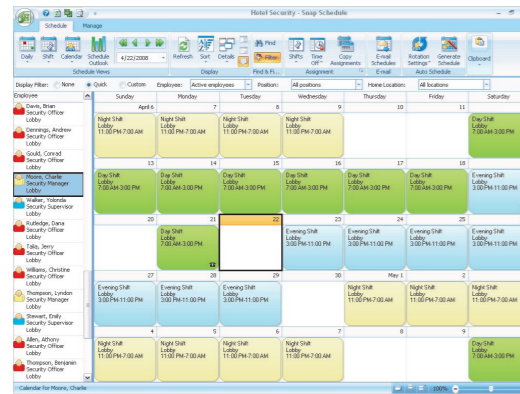 Hotel Security - Snap Schedule
Schedule Manage
Daily Shift Calendar Schedule Outlook
4/22/2008
Refresh Sort Details
Find
Filter
Shifts Time Off Copy Assignments
E-mail Schedules
Rotation Settings Generate Schedule
Clipboard
Schedule Views Display Find & Fi... Assignment E-mail Auto Schedule
Display Filter: None Quick Custom Employee: Active employees Position: All positions Home Location: All locations
Employee Sunday Monday Tuesday Wednesday Thursday Friday Saturday
Davis, Brian
Security Officer
Lobby
Dennings, Andrew
Security Officer
Lobby
Gould, Conrad
Security Officer
Lobby
Moore, Charlie
Security Manager
Lobby
Walker, Yolonda
Security Supervisor
Lobby
Rutledge, Dana
Security Officer
Lobby
Talia, Jerry
Security Officer
Lobby
Williams, Christine
Security Officer
Lobby
Thompson, Lyndon
Security Manager
Lobby
Stewart, Emily
Security Supervisor
Lobby
Allen, Athony
Security Officer
Lobby
Thompson, Benjamin
Security Officer
Lobby
April 6 7 8 9 10 11
Night Shift Night Shift Night Shift Day Shift
Lobby Lobby Lobby Lobby
11:00 PM-7:00 AM 11:00 PM-7:00 AM 11:00 PM-7:00 AM 7:00 AM-3:00 PM
13 14 15 16 17 18
Day Shift Day Shift Day Shift Day Shift Day Shift Day Shift Evening Shift
Lobby Lobby Lobby Lobby Lobby Lobby Lobby
7:00 AM-3:00 PM 7:00 AM-3:00 PM 7:00 AM-3:00 PM 7:00 AM-3:00 PM 7:00 AM-3:00 PM 7:00 AM-3:00 PM 3:00 PM-11:00 PM
20 21 22 23 24 25
Day Shift Evening Shift Evening Shift Evening Shift Evening Shift
Lobby Lobby Lobby Lobby Lobby
7:00 AM-3:00 PM 3:00 PM-11:00 PM 3:00 PM-11:00 PM 3:00 PM-11:00 PM 3:00 PM-11:00 PM
27 28 29 30 May 1 2
Evening Shift Evening Shift Evening Shift Night Shift Night Shift Night Shift
Lobby Lobby Lobby Lobby Lobby Lobby
3:00 PM-11:00 PM 3:00 PM-11:00 PM 3:00 PM-11:00 PM 11:00 PM-7:00 AM 11:00 PM-7:00 AM 11:00 PM-7:00 AM
4 5 6 7 8 9
Night Shift Night Shift Night Shift Night Shift Day Shift
Lobby Lobby Lobby Lobby Lobby
11:00 PM-7:00 AM 11:00 PM-7:00 AM 11:00 PM-7:00 AM 11:00 PM-7:00 AM 7:00 AM-3:00 PM
Calendar for Moore, Charlie 100%